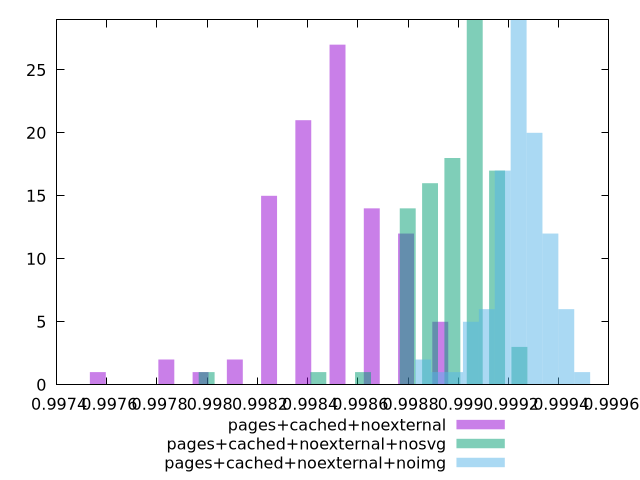 25
20
15
10
5
0
0.9974 0.9976 0.9978 0.998 0.9982 0.9984 0.9986 0.9988 0.9990 0.9992 0.9994 0.9996
pages+cached+noexternal
pages+cached+noexternal+nosvg
pages+cached+noexternal+noimg